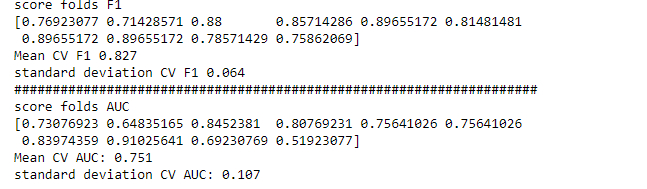 score folds F1
[0.76923077 0.71428571 0.88       0.85714286 0.89655172 0.81481481
 0.89655172 0.89655172 0.78571429 0.75862069]
Mean CV F1 0.827
standard deviation CV F1 0.064
####################################################################
score folds AUC
[0.73076923 0.64835165 0.8452381  0.80769231 0.75641026 0.75641026
 0.83974359 0.91025641 0.69230769 0.51923077]
Mean CV AUC: 0.751
standard deviation CV AUC: 0.107